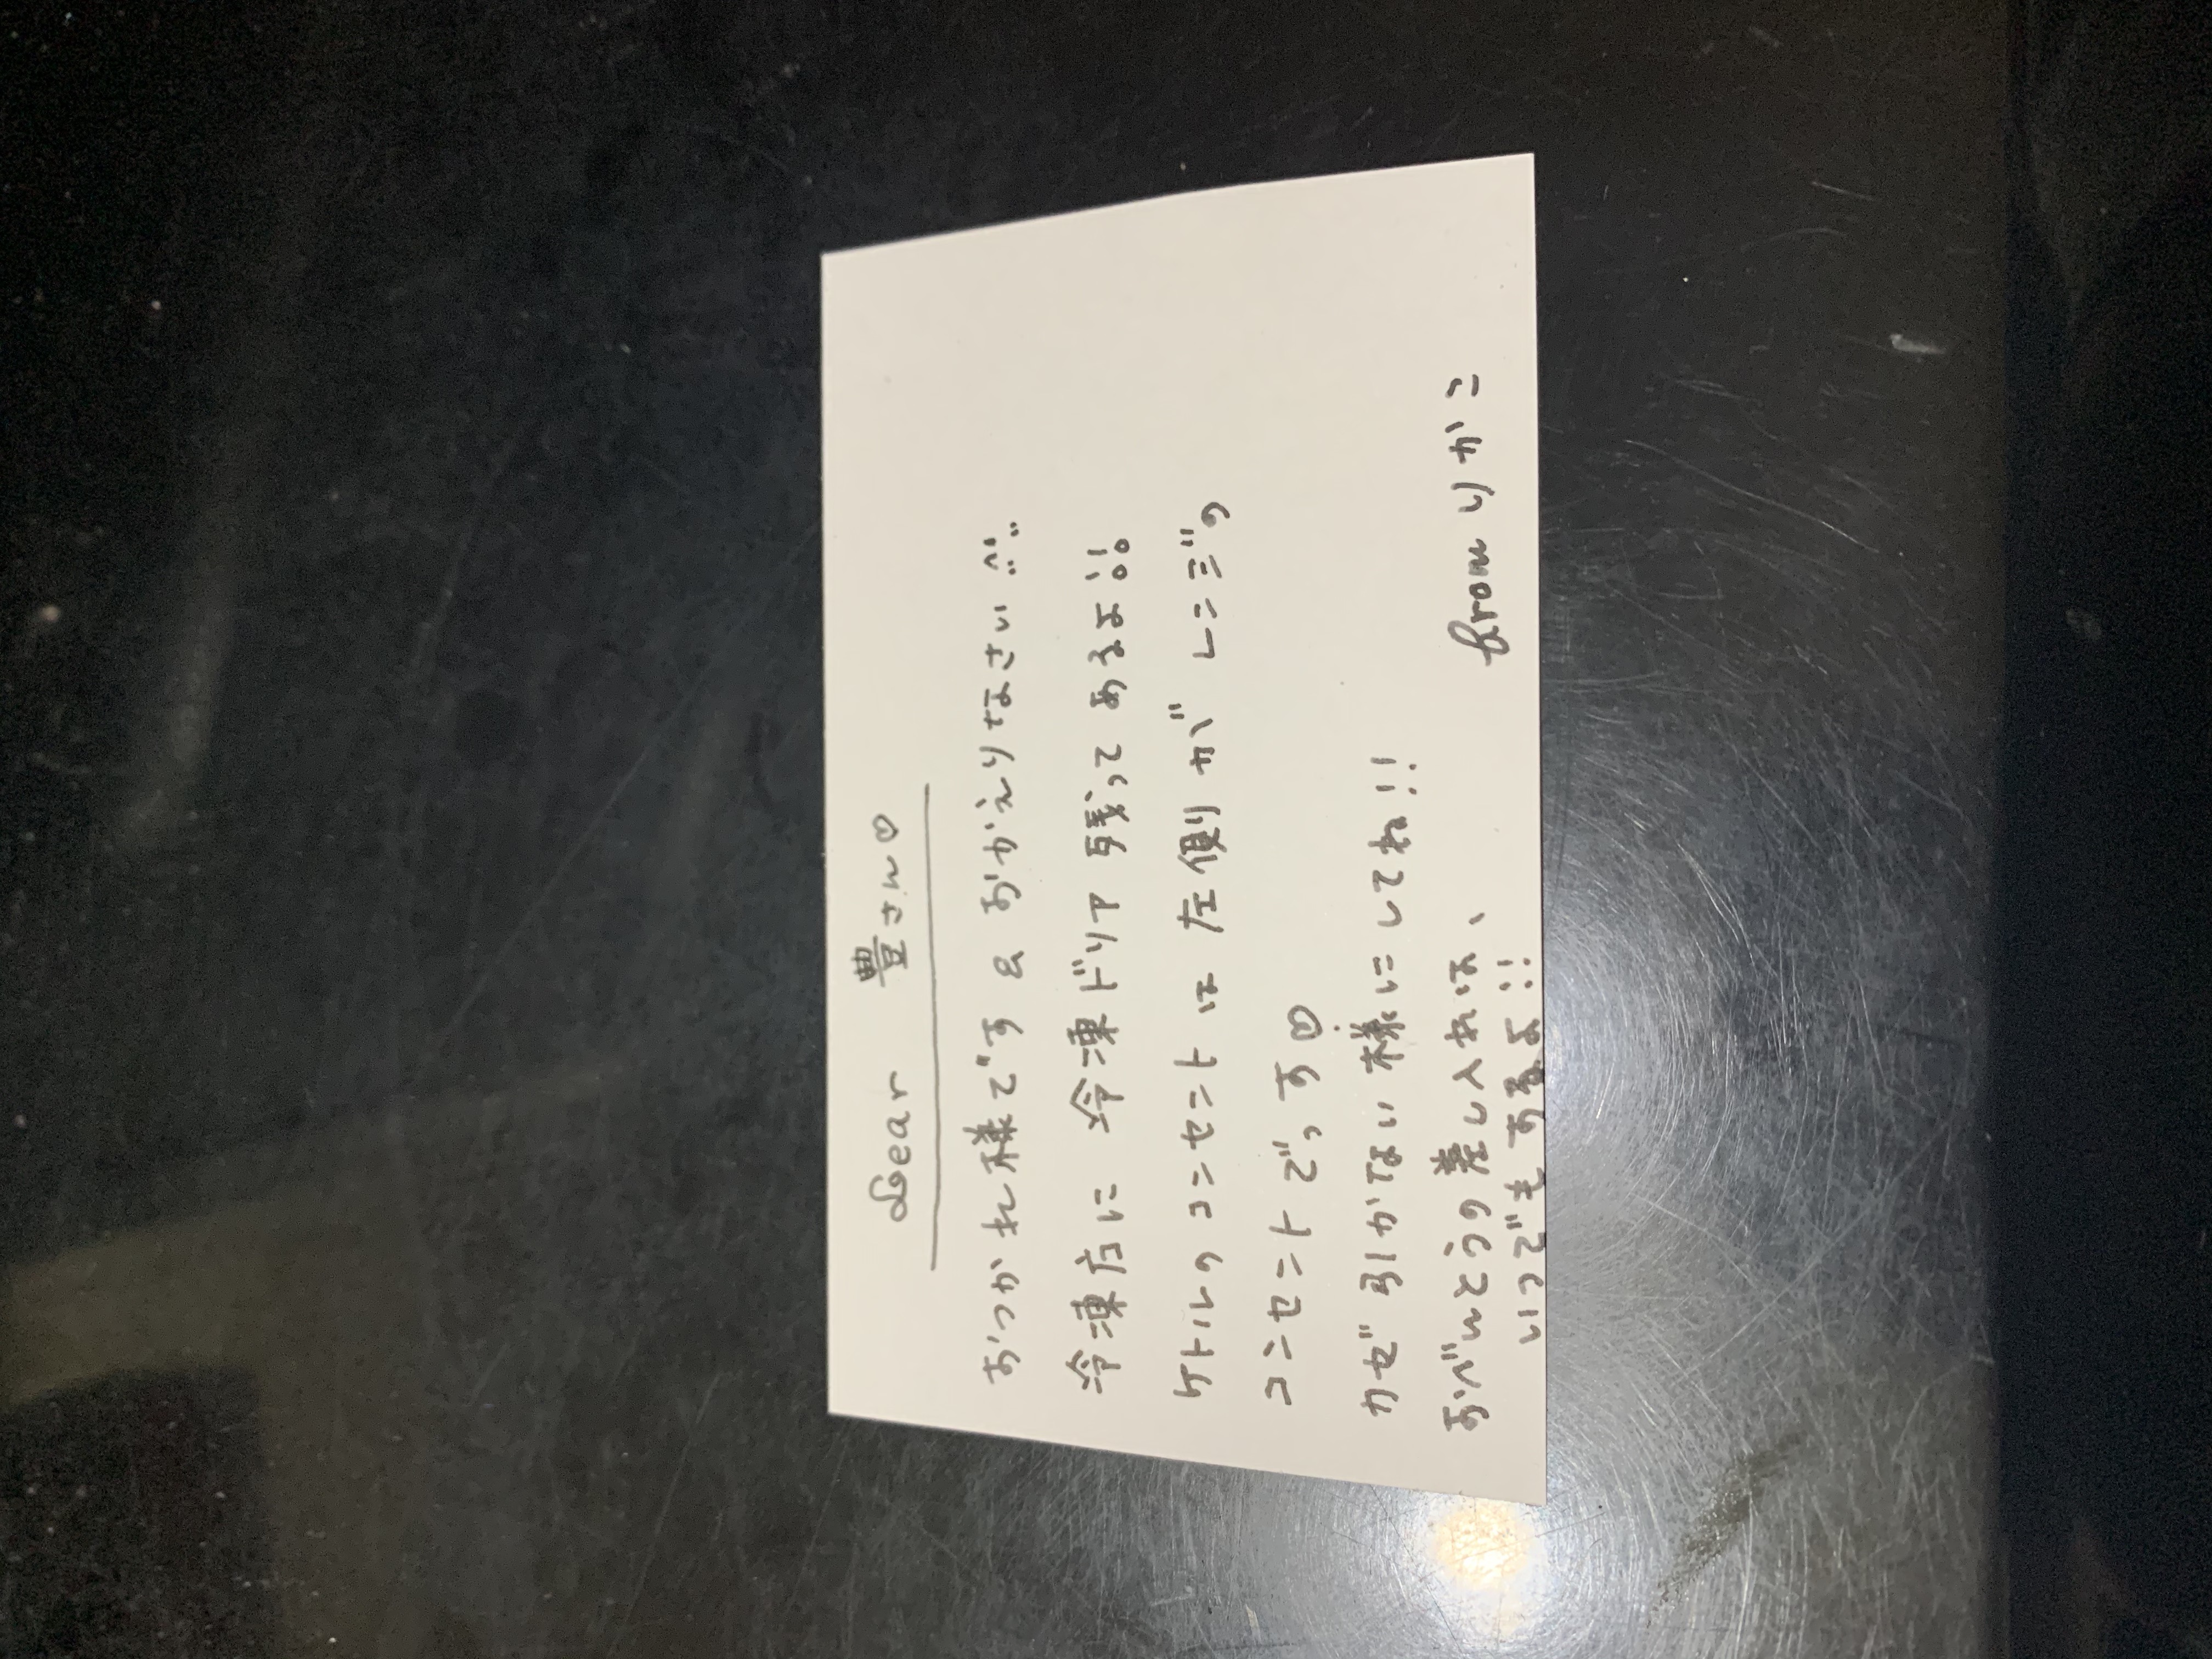 Dear 豊さん♡
おつかれ様です & おかえりなさい
冷凍店に 冷凍ドリア 残ってあるよ!!
ケトルのコンセントは 左側が レンジの
コンセントでっす♡
カゼ引かない様にしてね!!
おべんとうの差し入れは、
いつでもするよ!!
from りかこ